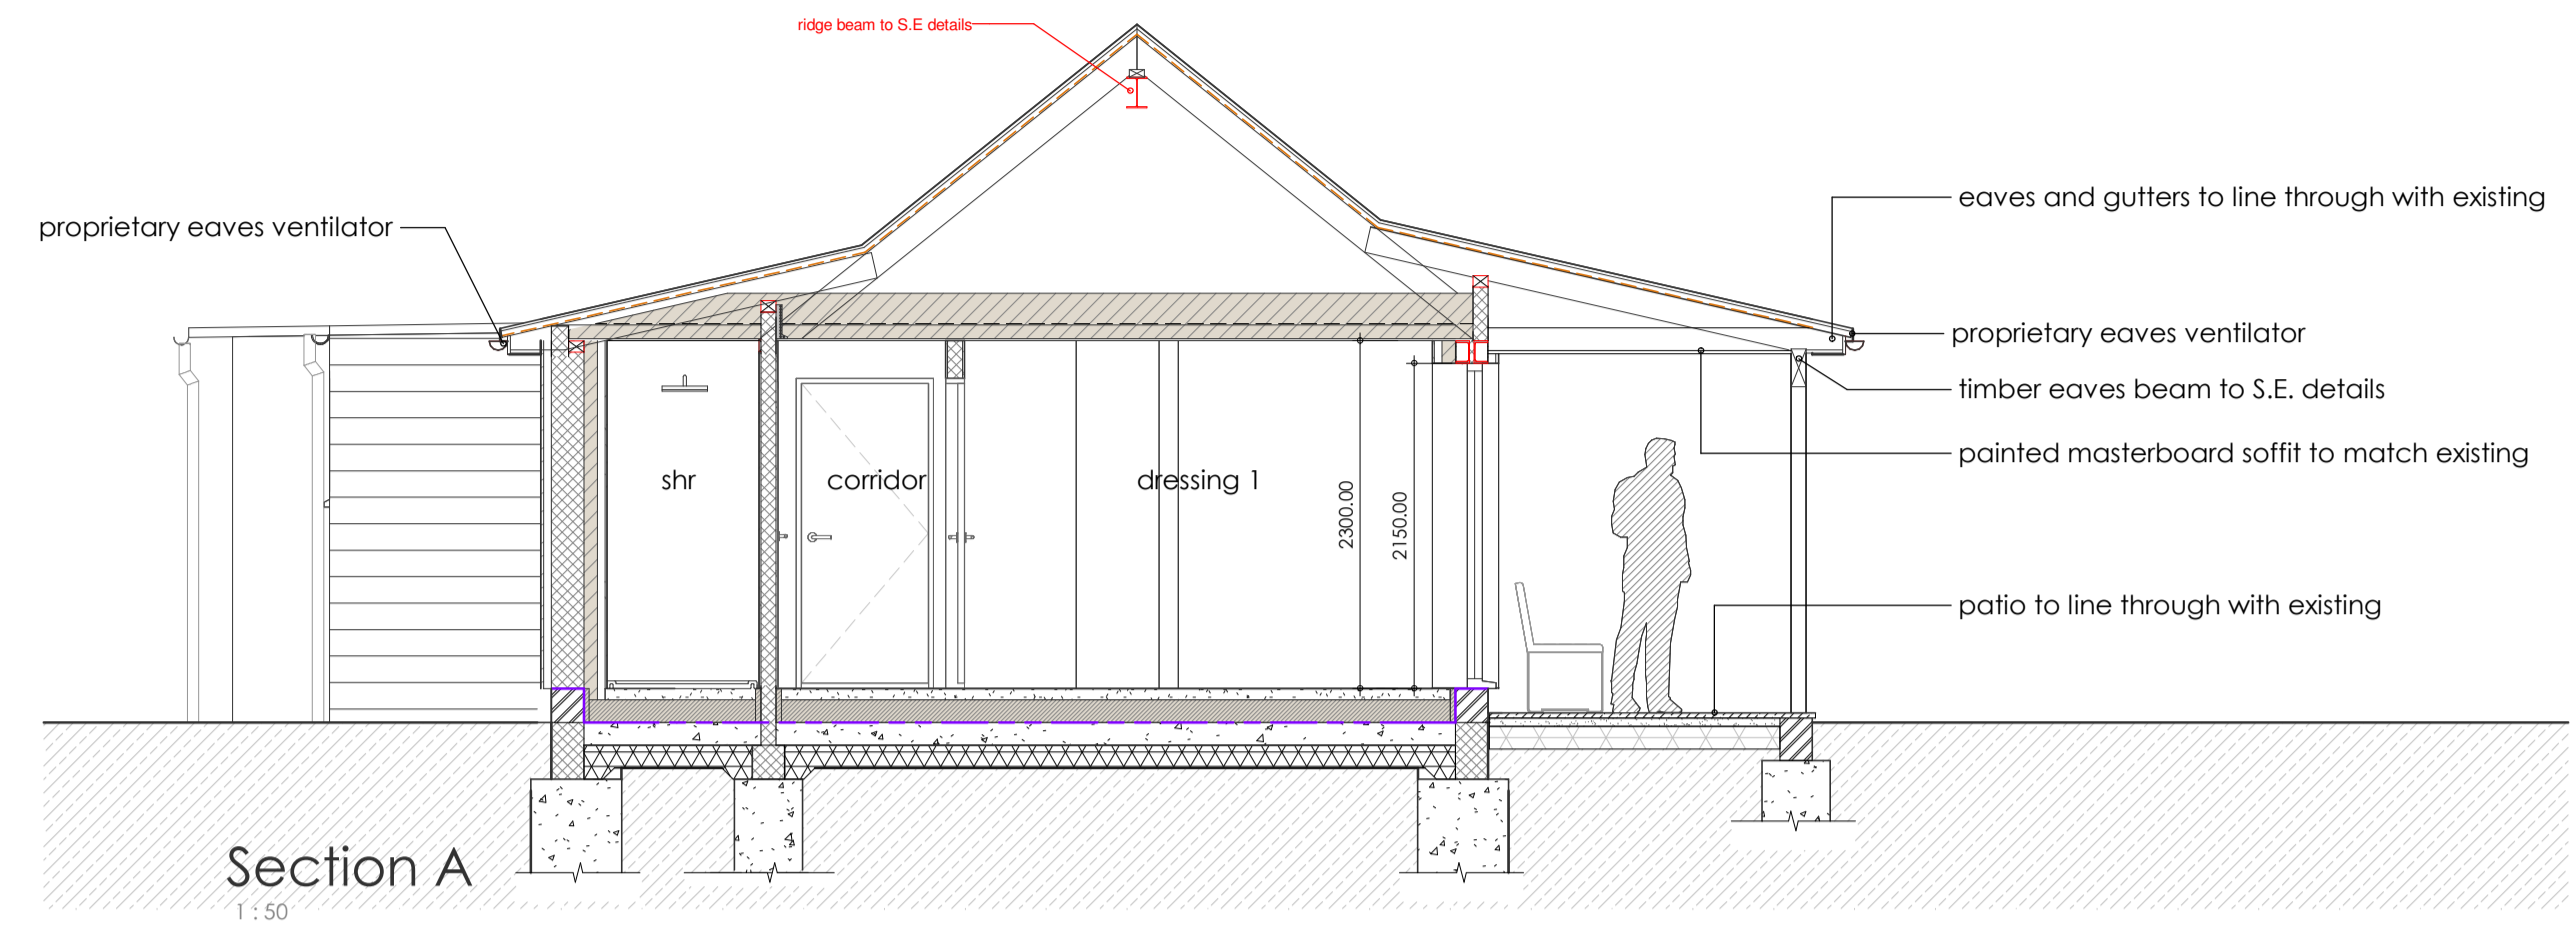 ridge beam to S.E details
eaves and gutters to line through with existing
proprietary eaves ventilator
proprietary eaves ventilator
timber eaves beam to S.E. details
painted masterboard soffit to match existing
shr
corridor
dressing 1
2300.00
2150.00
patio to line through with existing
Section A
1 : 50